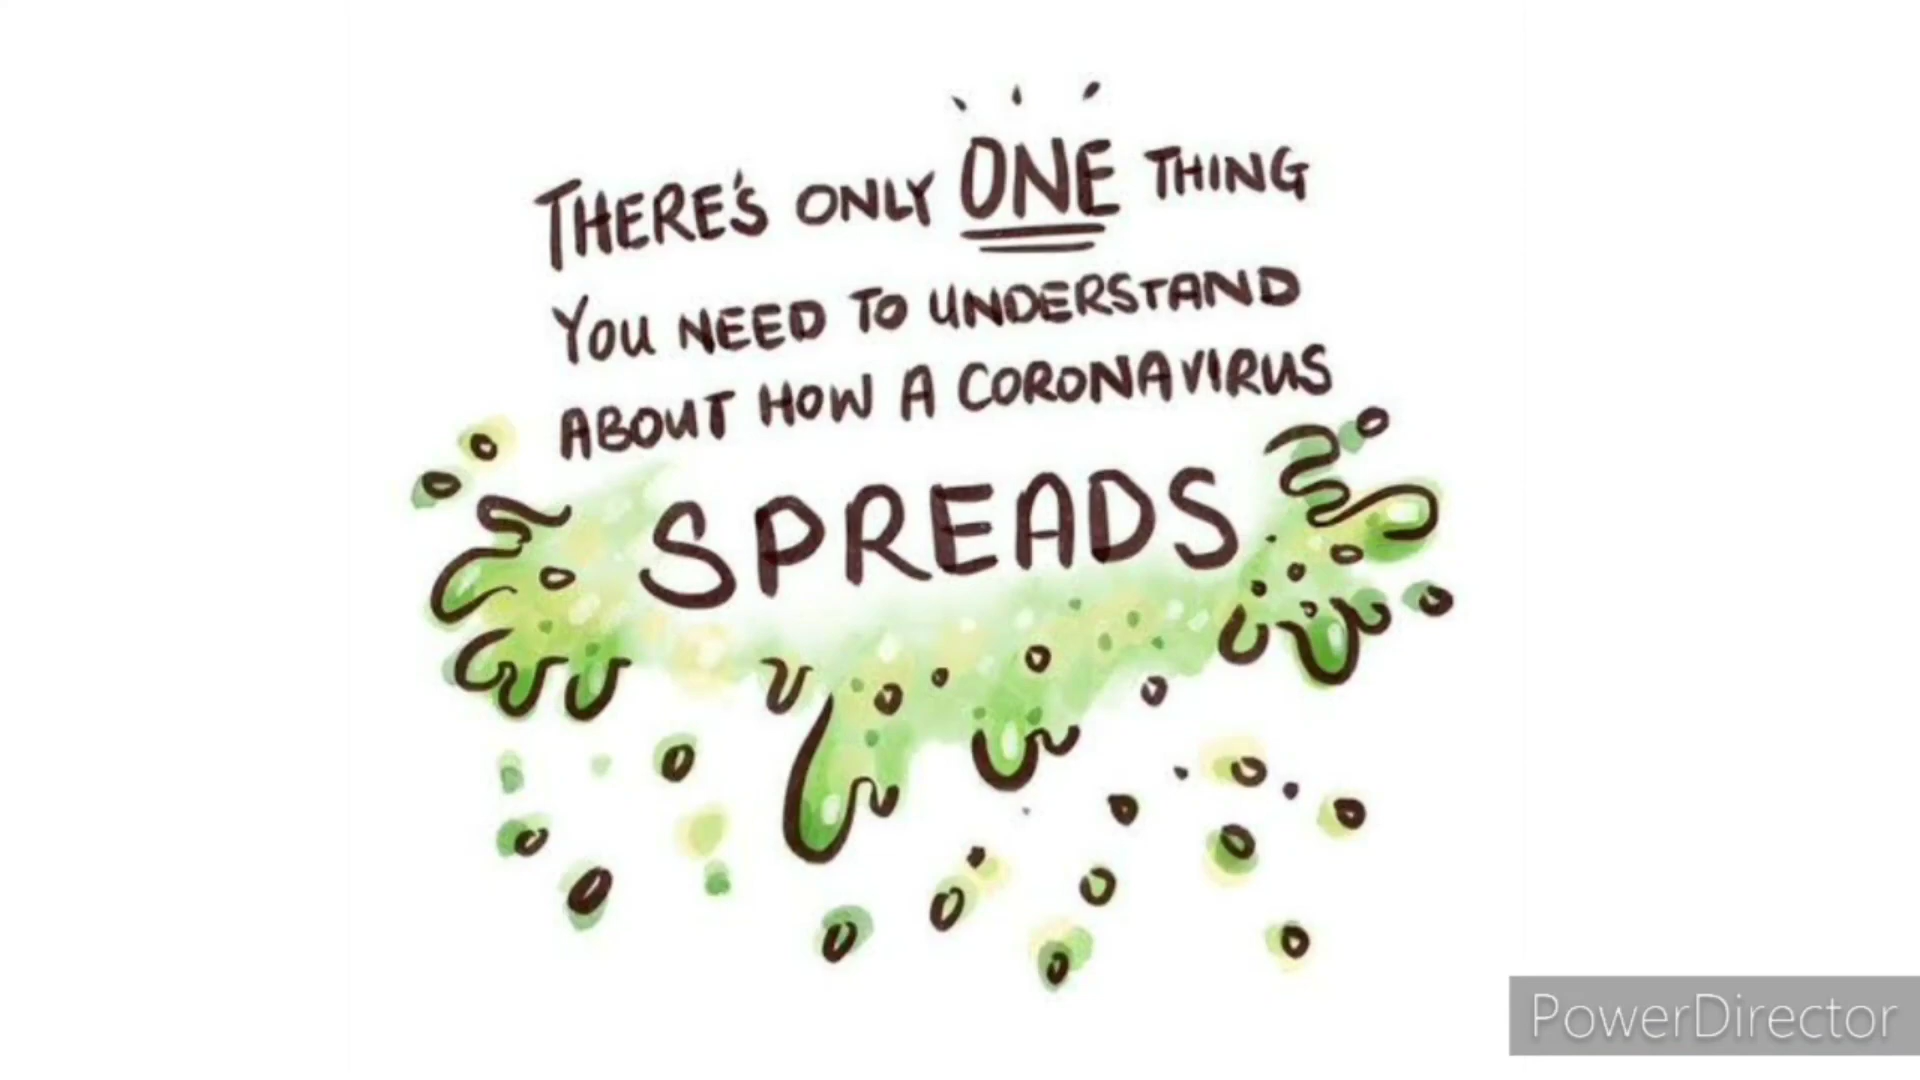 THERE'S ONLY ONE THING
YOU NEED TO UNDERSTAND
ABOUT HOW A CORONAVIRUS
SPREADS
PowerDirector